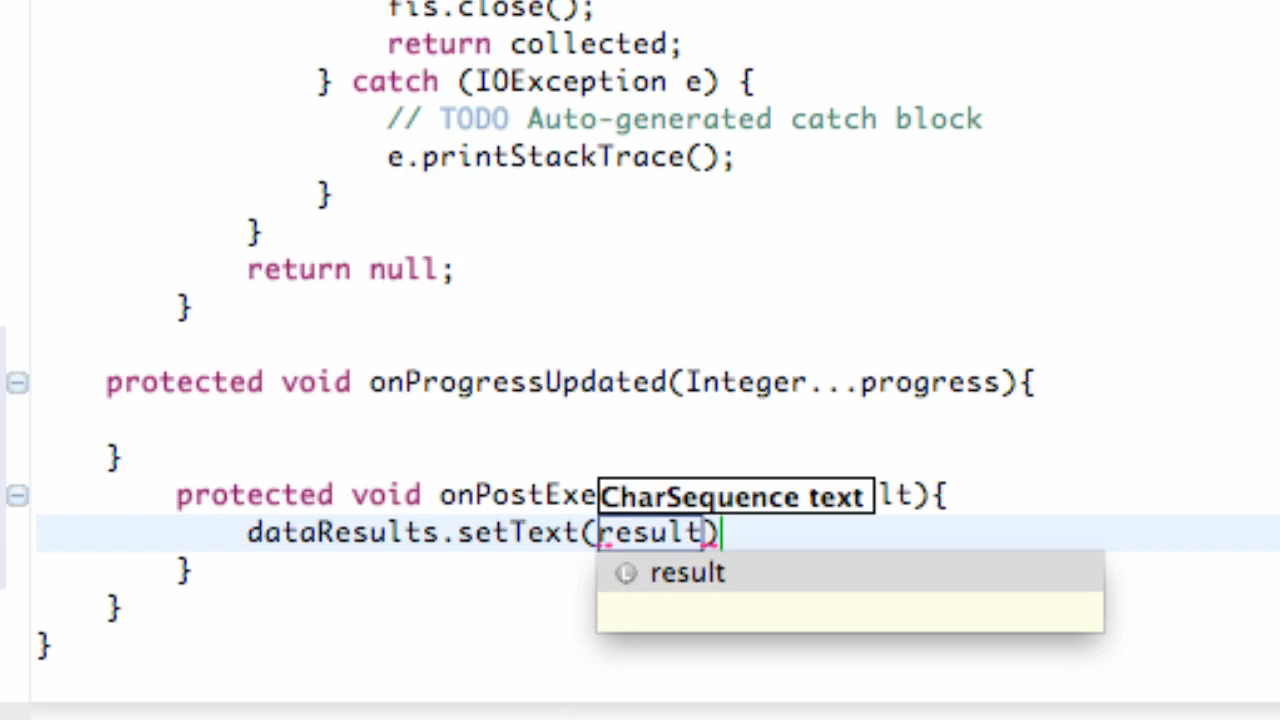 fis.close();
return collected;
} catch (IOException e) {
// TODO Auto-generated catch block
e.printStackTrace();
}
}
return null;
}
protected void onProgressUpdated(Integer...progress){
}
protected void onPostExe CharSequence text lt){
dataResults.setText(result)
} result
}
}